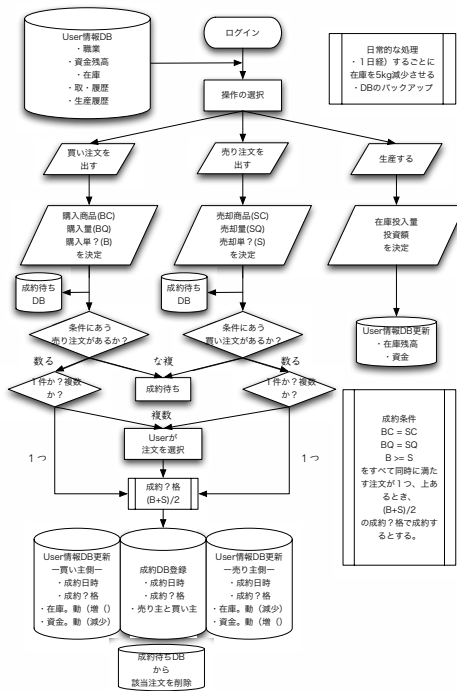 User情報DB
・職業
・資金残高
・在庫
・取・履歴
・生産履歴
ログイン
操作の選択
日常的な処理
・１日経）するごとに
在庫を5kg減少させる
・DBのバックアップ
買い注文を
出す
売り注文を
出す
生産する
購入商品(BC)
購入量(BQ)
購入単？(B)
を決定
売却商品(SC)
売却量(SQ)
売却単？(S)
を決定
在庫投入量
投資額
を決定
成約待ち
DB
成約待ち
DB
条件にあう
売り注文があるか？
条件にあう
買い注文があるか？
User情報DB更新
・在庫残高
・資金
数る
な複
数る
１件か？複数
か？
成約待ち
１件か？複数
か？
複数
Userが
注文を選択
１つ
１つ
成約？格
(B+S)/2
成約条件
BC = SC
BQ = SQ
B >= S
をすべて同時に満た
す注文が１つ、上あ
るとき、
(B+S)/2
の成約？格で成約す
るとする。
User情報DB更新
ー買い主側ー
・成約日時
・成約？格
・在庫。動（増（）
・資金。動（減少）
成約DB登録
・成約日時
・成約？格
・売り主と買い主
User情報DB更新
ー売り主側ー
・成約日時
・成約？格
・在庫。動（減少）
・資金。動（増（）
成約待ちDB
から
該当注文を削除